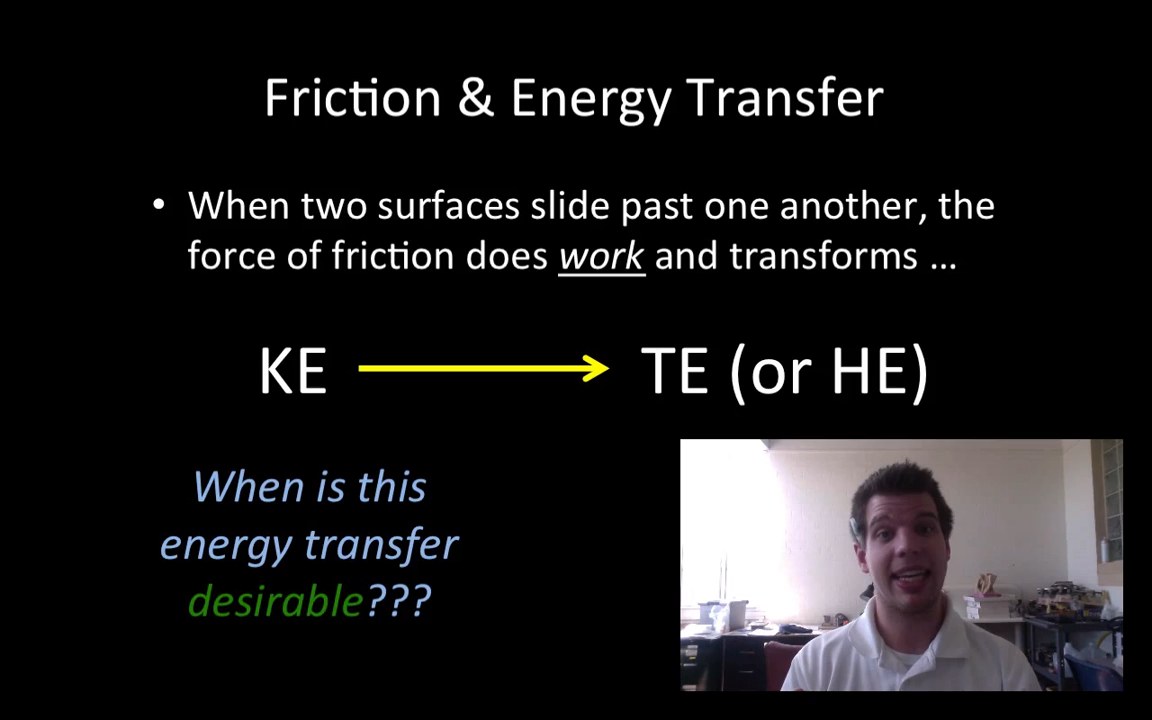 Friction & Energy Transfer
• When two surfaces slide past one another, the
force of friction does work and transforms ...
KE TE (or HE)
When is this
energy transfer
desirable???